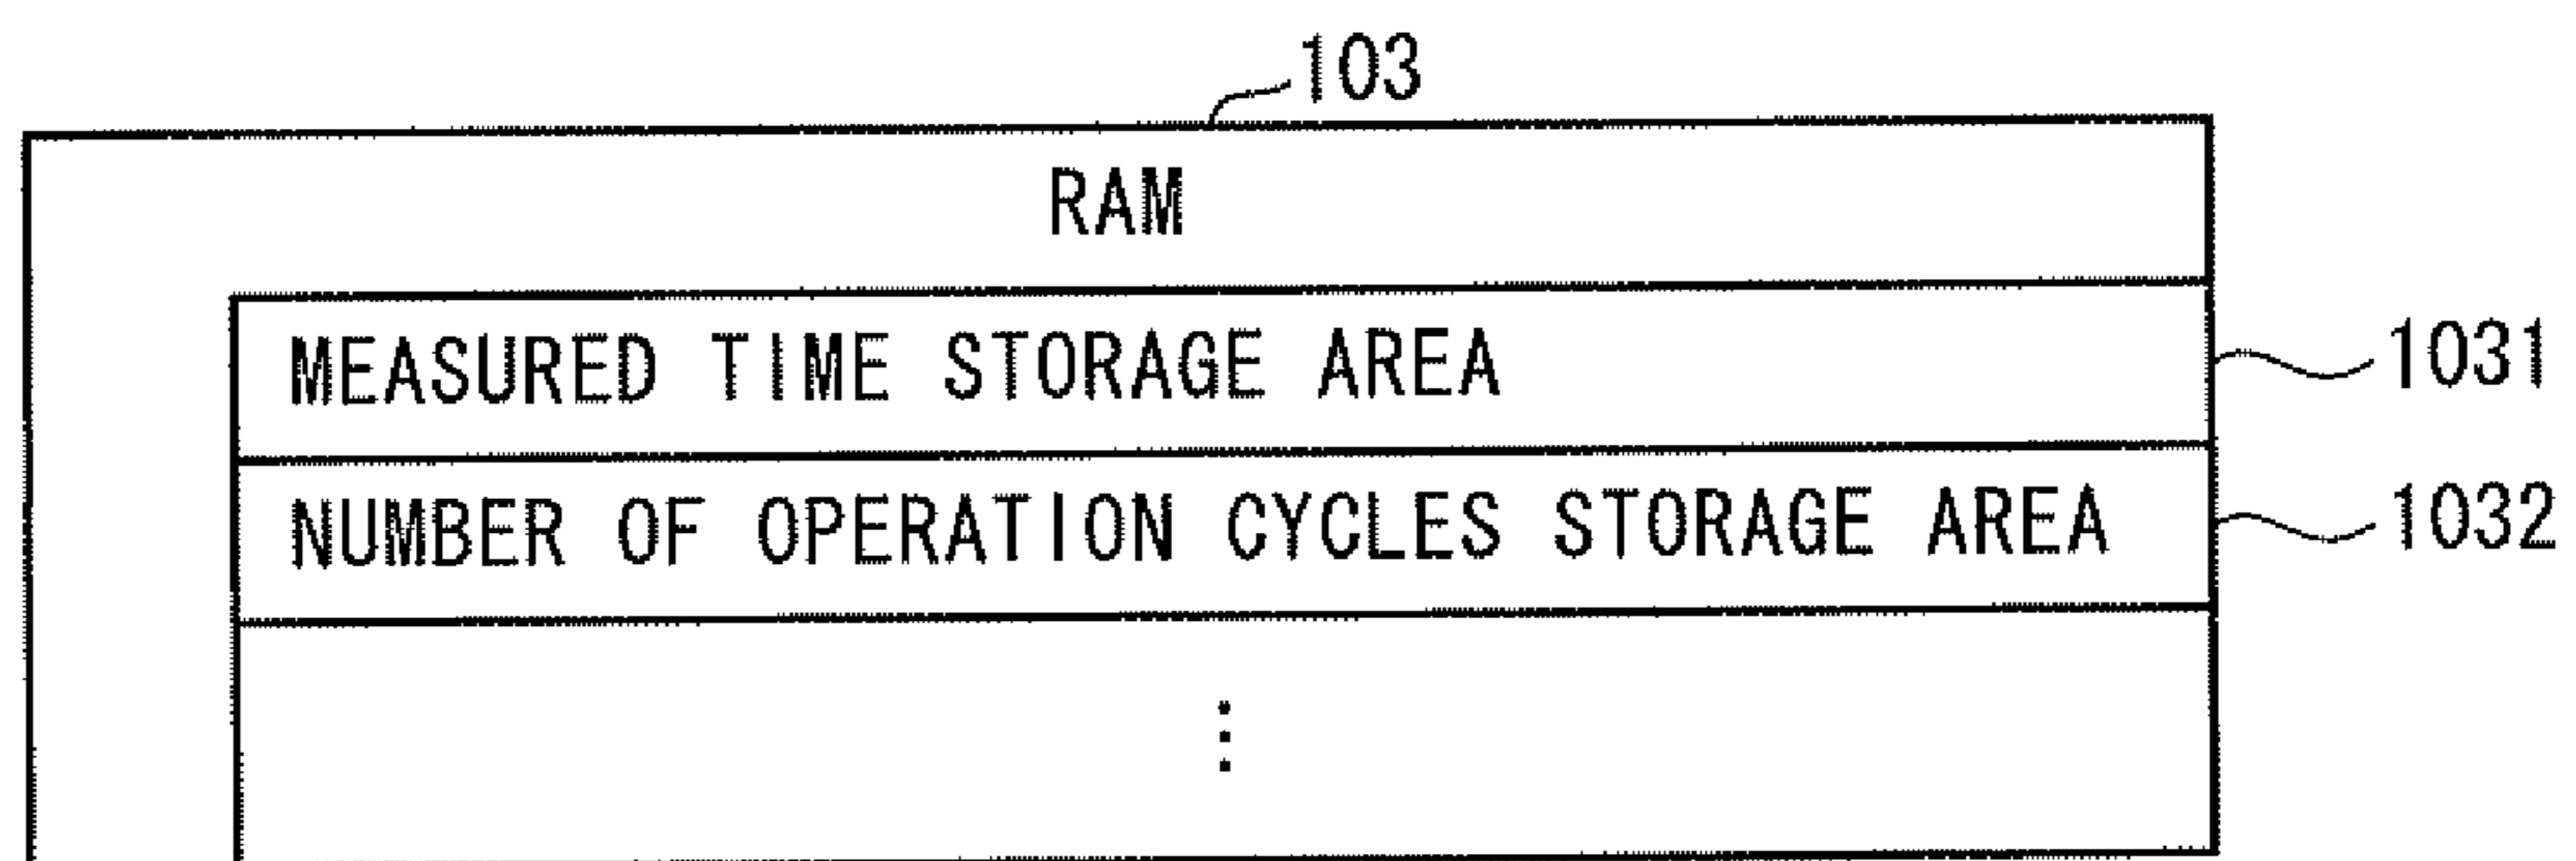 103
RAM
MEASURED TIME STORAGE AREA
1031
NUMBER OF OPERATION CYCLES STORAGE AREA
1032